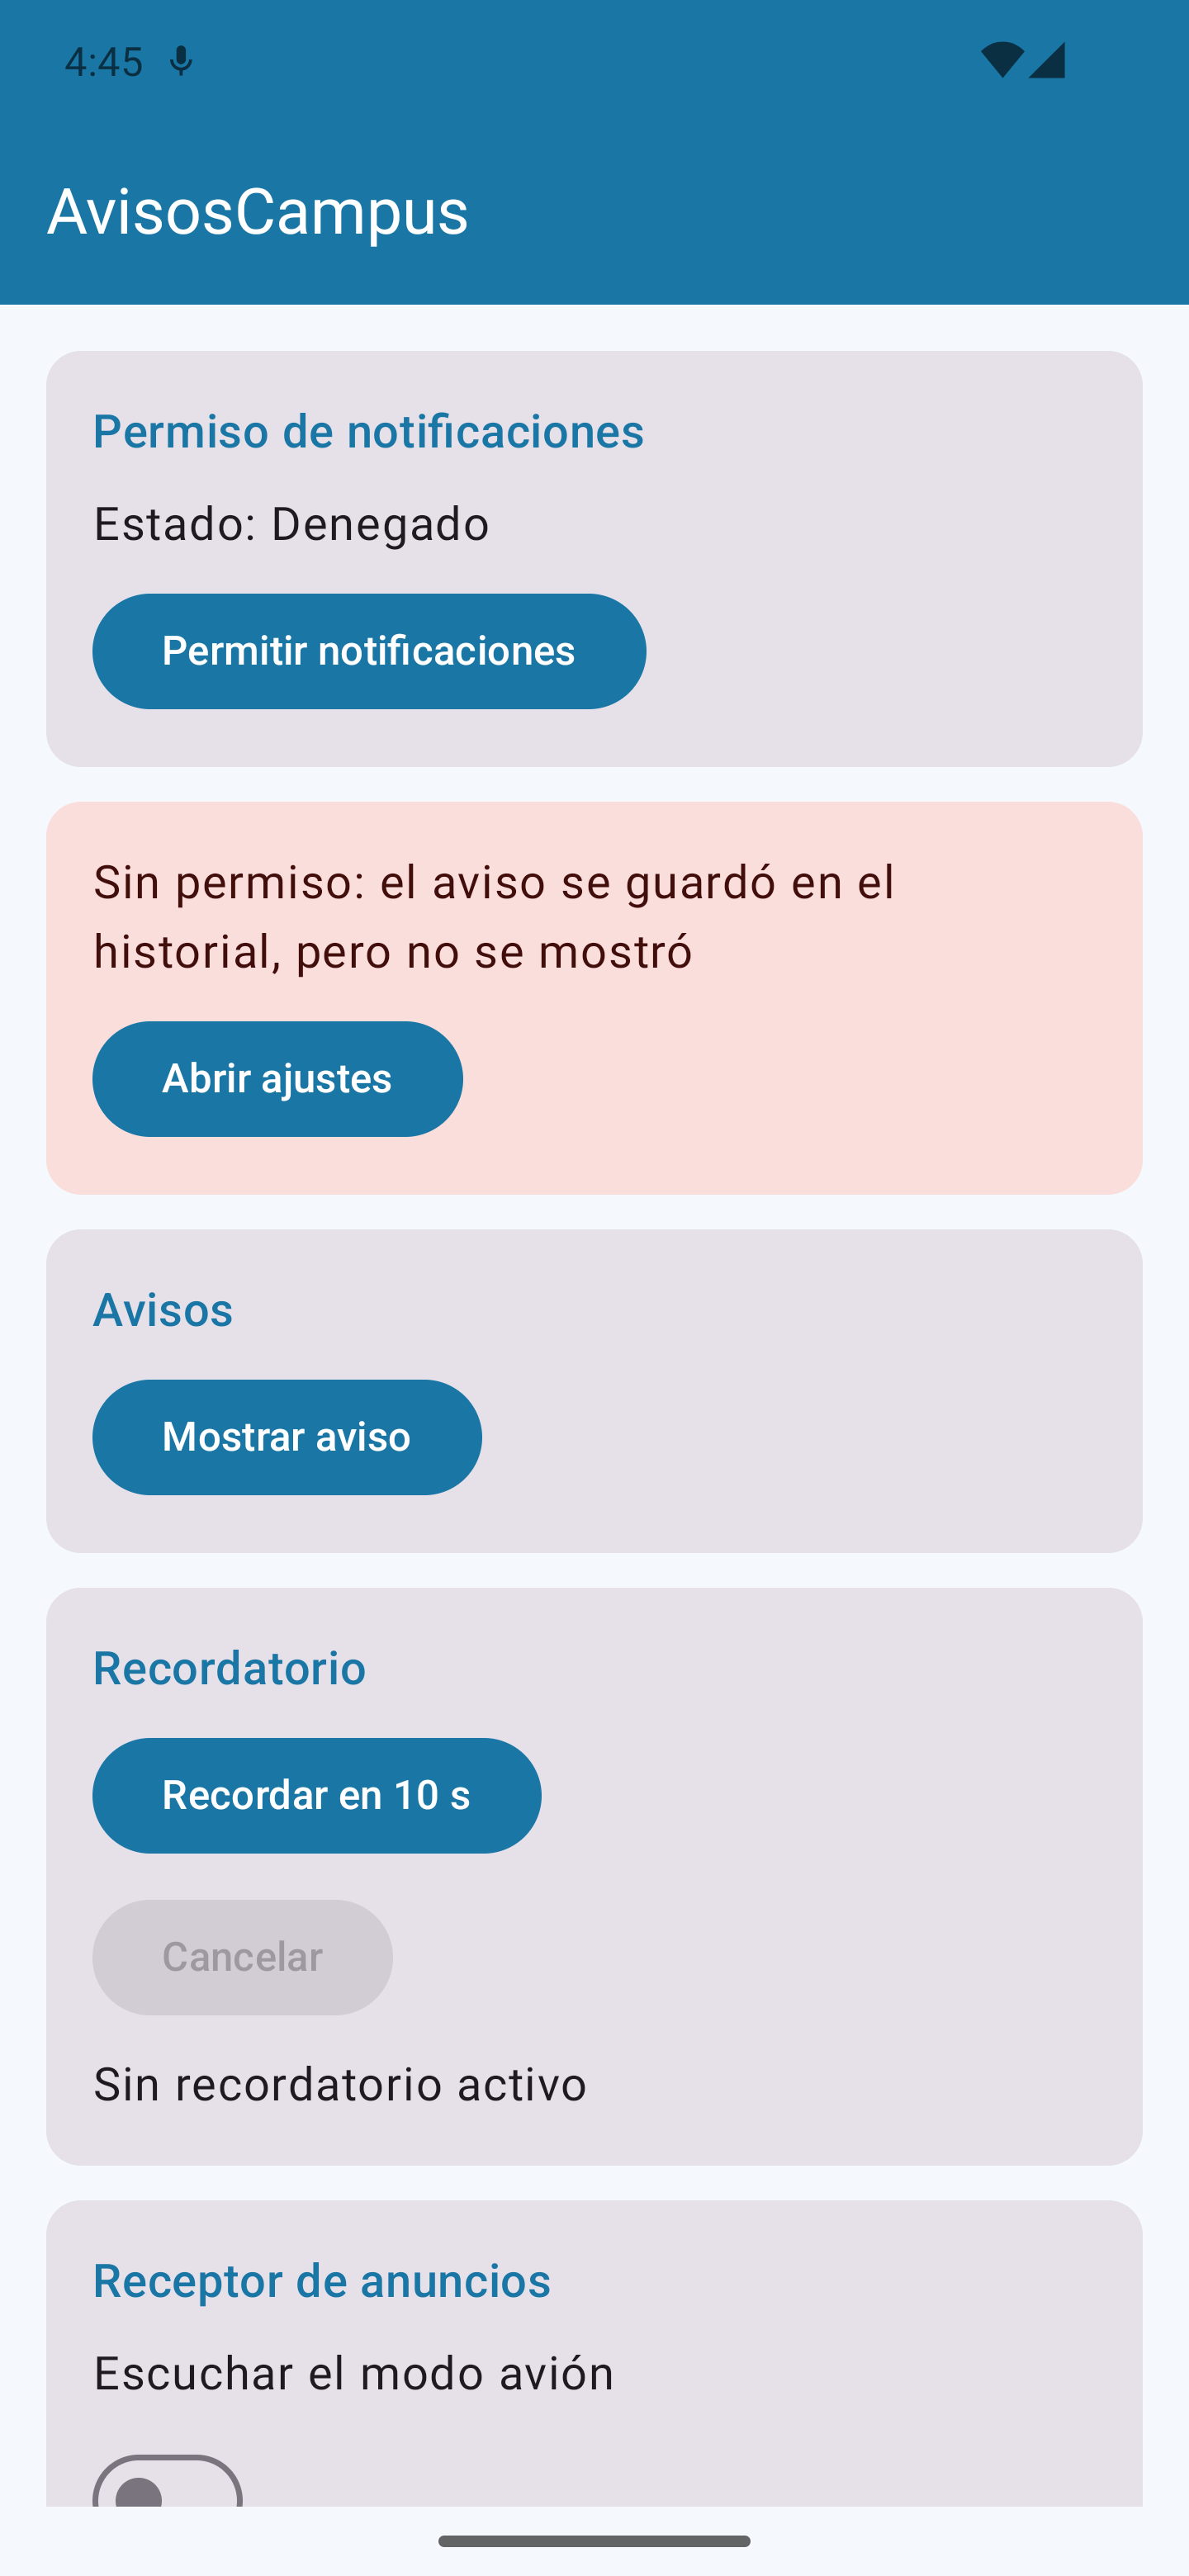 4:45
AvisosCampus
Permiso de notificaciones
Estado: Denegado
Permitir notificaciones
Sin permiso: el aviso se guardó en el
historial, pero no se mostró
Abrir ajustes
Avisos
Mostrar aviso
Recordatorio
Recordar en 10 s
Cancelar
Sin recordatorio activo
Receptor de anuncios
Escuchar el modo avión